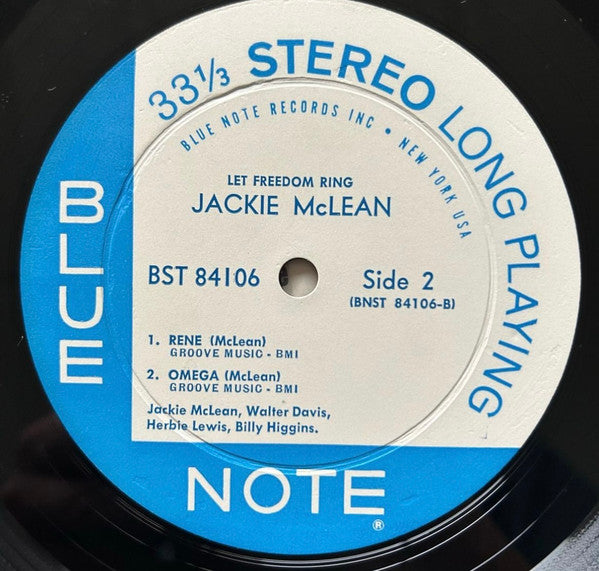 33⅓ STEREO LONG PLAYING
BLUE NOTE RECORDS INC • NEW YORK USA
LET FREEDOM RING
JACKIE McLEAN
BST 84106
Side 2
(BNST 84106-B)
1. RENE (McLean)
GROOVE MUSIC - BMI
2. OMEGA (McLean)
GROOVE MUSIC - BMI
Jackie McLean, Walter Davis,
Herbie Lewis, Billy Higgins.
BLUE
NOTE
®